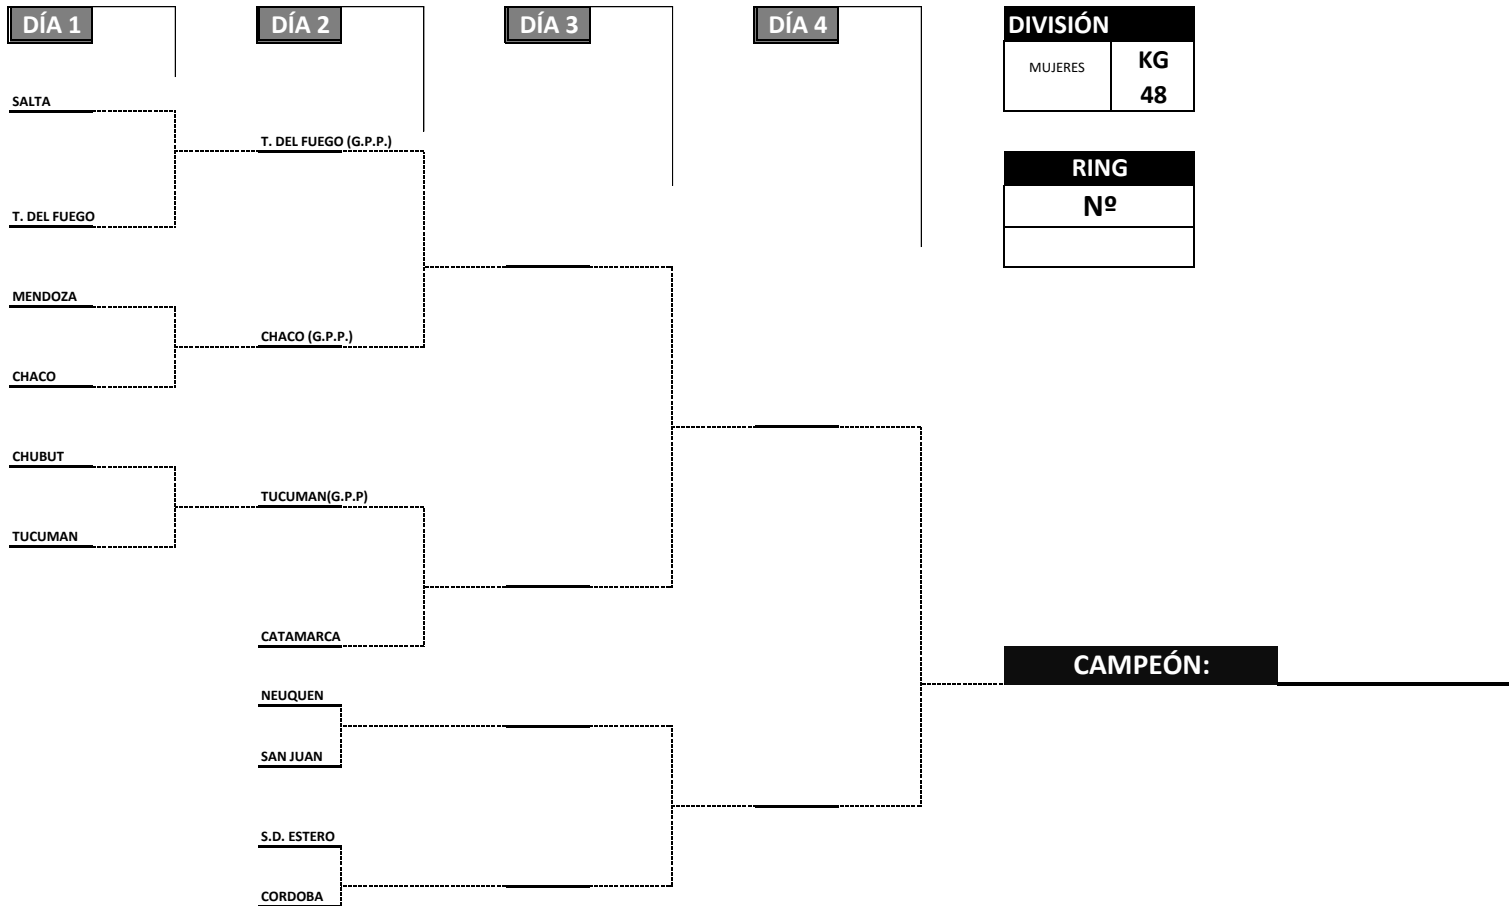 DÍA 1
DÍA 2
DÍA 3
DÍA 4
DIVISIÓN
MUJERES
KG
48
SALTA
T. DEL FUEGO (G.P.P.)
RING
Nº
T. DEL FUEGO
MENDOZA
CHACO (G.P.P.)
CHACO
CHUBUT
TUCUMAN(G.P.P)
TUCUMAN
CATAMARCA
CAMPEÓN:
NEUQUEN
SAN JUAN
S.D. ESTERO
CORDOBA